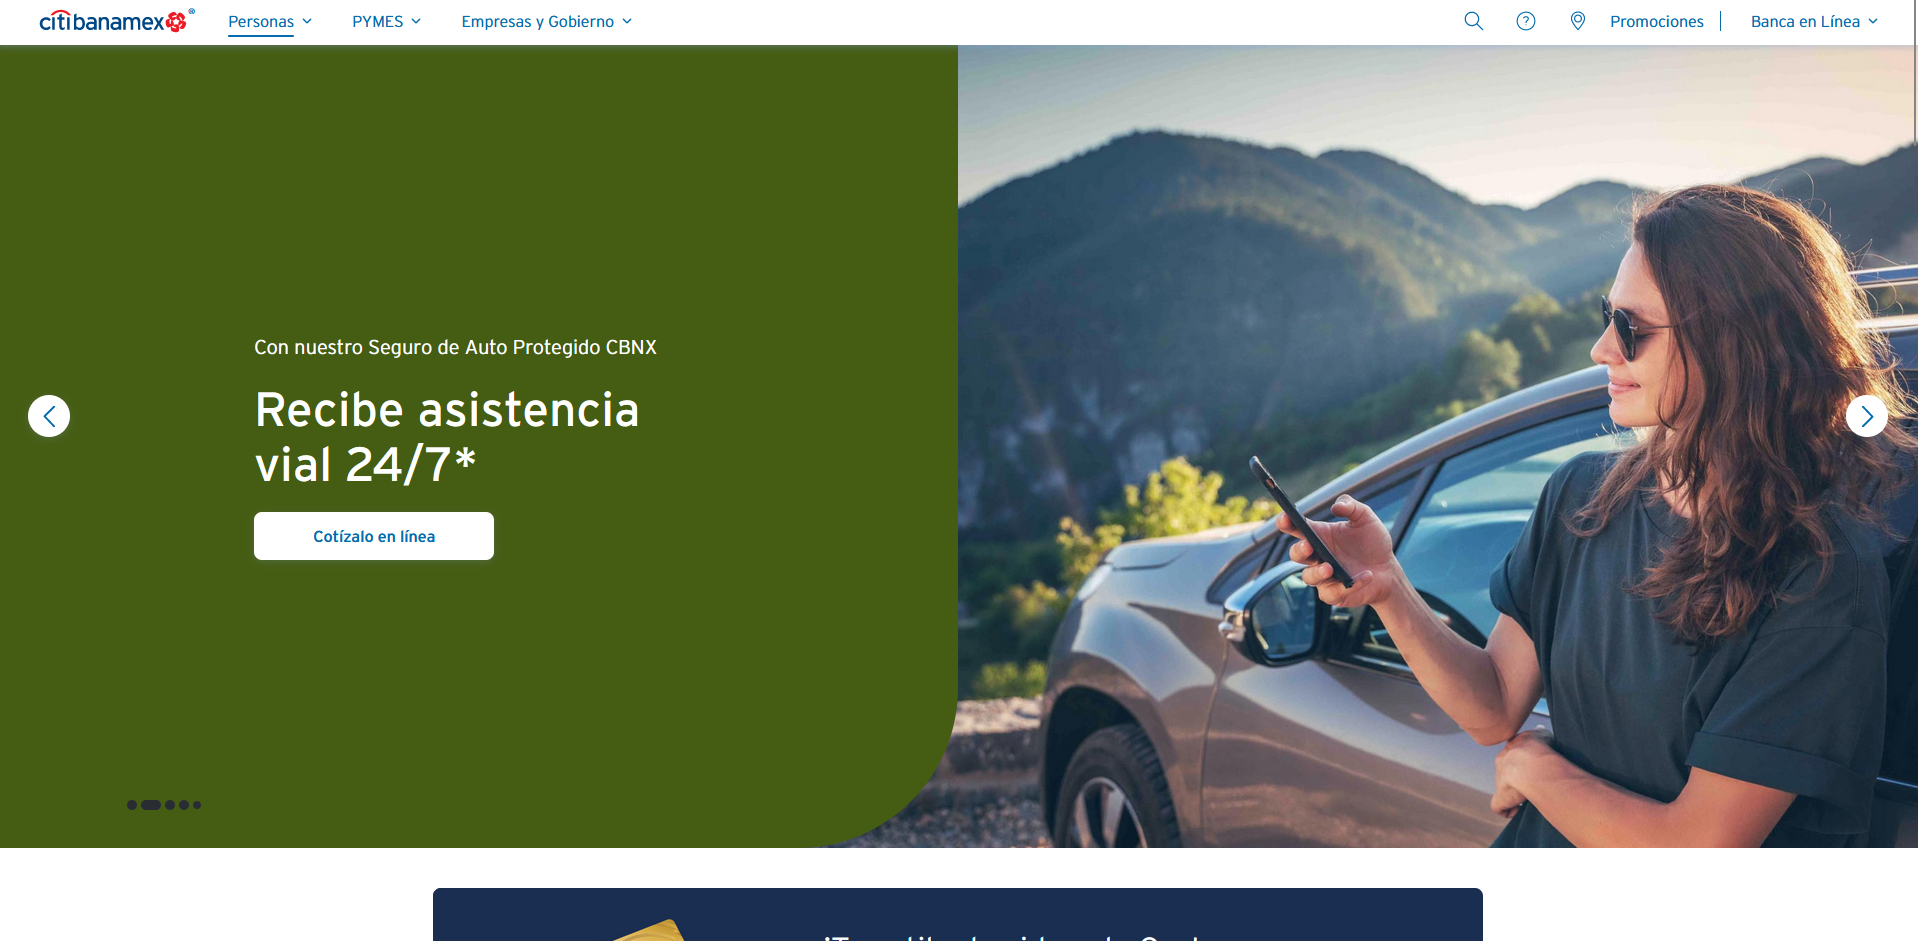 citibanamex®
Personas
PYMES
Empresas y Gobierno
Promociones
Banca en Línea
Con nuestro Seguro de Auto Protegido CBNX
Recibe asistencia
vial 24/7*
Cotízalo en línea